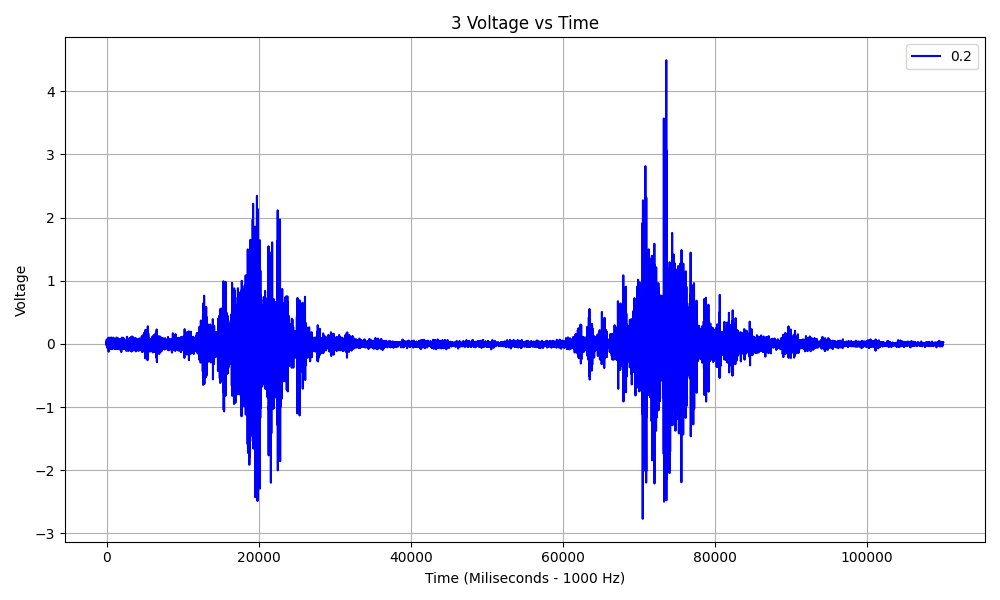 3 Voltage vs Time
0.2
Voltage
4
3
2
1
0
−1
−2
−3
0 20000 40000 60000 80000 100000
Time (Miliseconds - 1000 Hz)